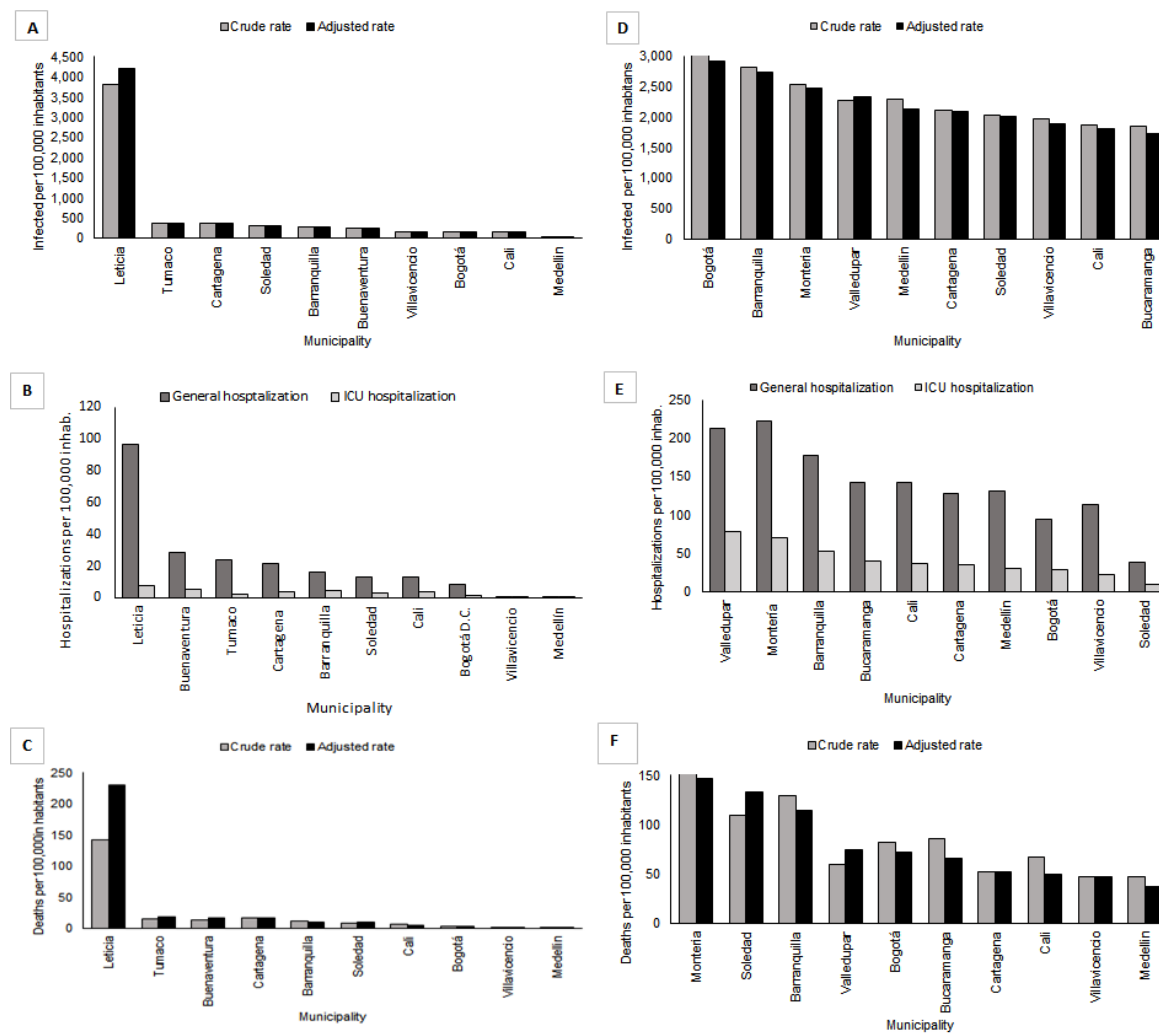 A
Crude rate Adjusted rate
Infected per 100,000 inhabitants
4,500
4,000
3,500
3,000
2,500
2,000
1,500
1,000
500
0
Leticia Tumaco Cartagena Soledad Barranquilla Buenaventura Villavicencio Bogotá Cali Medellin
Municipality
D
Crude rate Adjusted rate
Infected per 100,000 inhabitans
3,000
2,500
2,000
1,500
1,000
500
0
Bogotá Barranquilla Montería Valledupar Medellin Cartagena Soledad Villavicencio Cali Bucaramanga
Municipality
B
General hosptalization ICU hospitalization
Hospitalizations per 100,000 inhab.
120
100
80
60
40
20
0
Leticia Buenaventura Tumaco Cartagena Barranquilla Soledad Cali Bogotá D.C. Villavicencio Medellín
Municipality
E
General hospitalization ICU hospitalization
Hospitalizations per 100,000 inhab.
250
200
150
100
50
0
Valledupar Montería Barranquilla Bucaramanga Cali Cartagena Medellín Bogotá Villavicencio Soledad
Municipality
C
Crude rate Adjusted rate
Deaths per 100,000in habitants
250
200
150
100
50
0
Leticia Tumaco Buenaventura Cartagena Barranquilla Soledad Cali Bogotá Villavicencio Medellin
Municipality
F
Crude rate Adjusted rate
Deaths per 100,000 inhabitants
150
100
50
0
Montería Soledad Barranquilla Valledupar Bogotá Bucaramanga Cartagena Cali Villavicencio Medellin
Municipality